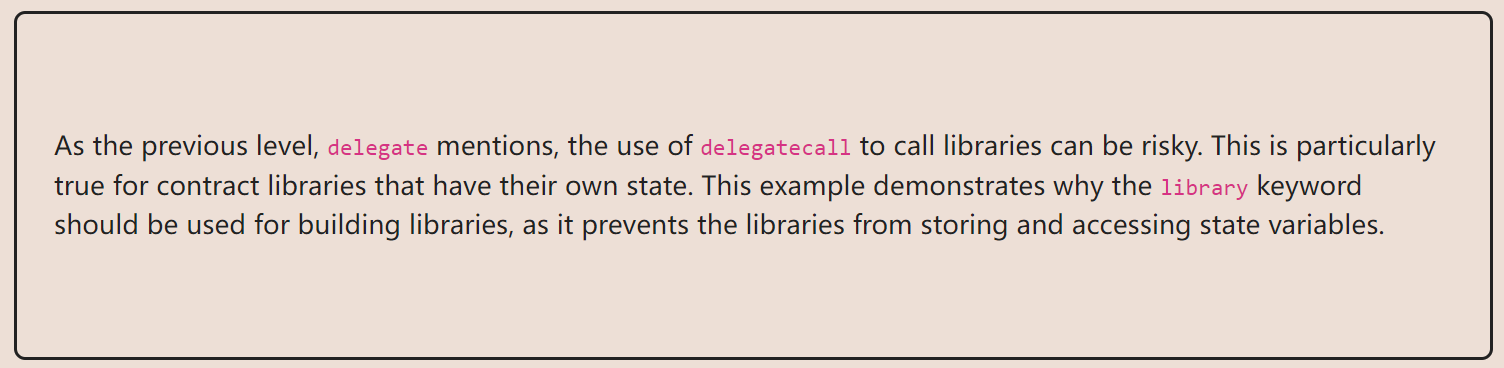 As the previous level, delegate mentions, the use of delegatecall to call libraries can be risky. This is particularly
true for contract libraries that have their own state. This example demonstrates why the library keyword
should be used for building libraries, as it prevents the libraries from storing and accessing state variables.